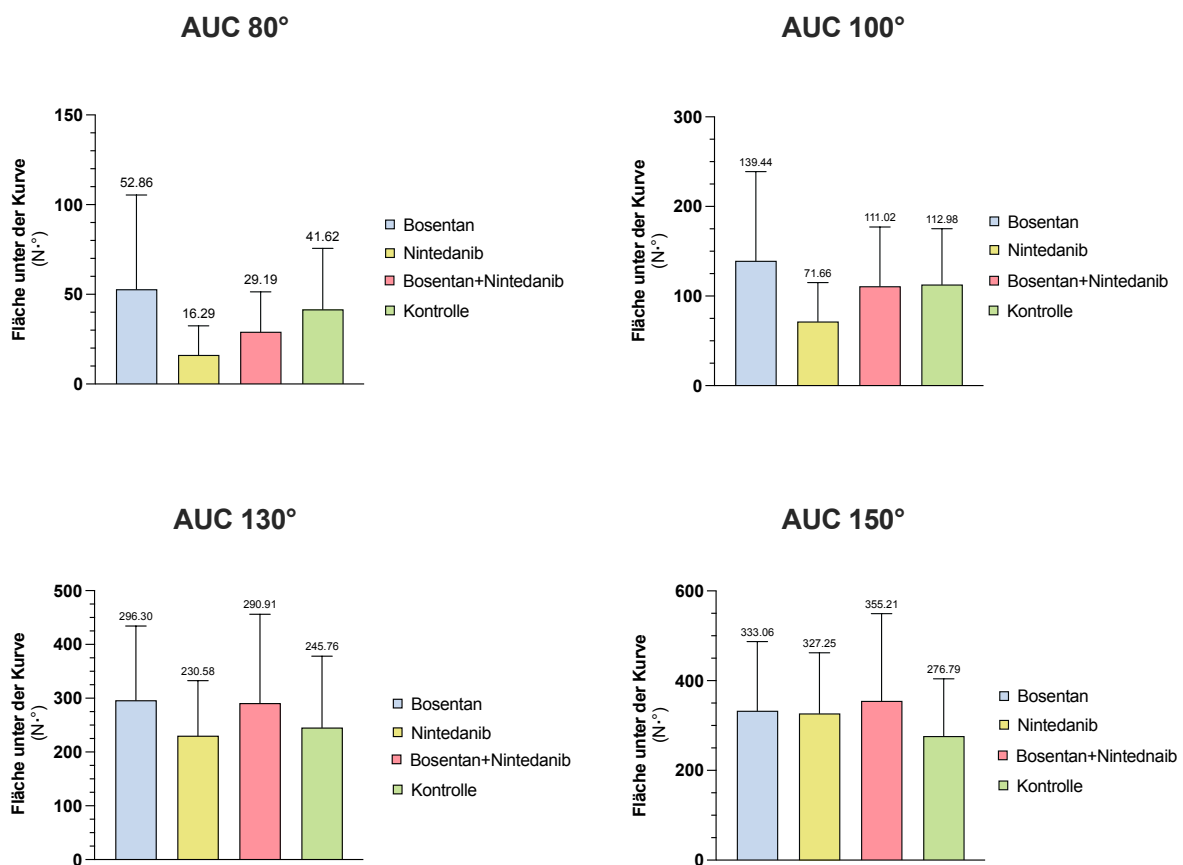 AUC 80°
Fläche unter der Kurve
(N·°)
150
100
50
0
52.86
16.29
29.19
41.62
Bosentan
Nintedanib
Bosentan+Nintedanib
Kontrolle
AUC 100°
Fläche unter der Kurve
(N·°)
300
200
100
0
139.44
71.66
111.02
112.98
Bosentan
Nintedanib
Bosentan+Nintedanib
Kontrolle
AUC 130°
Fläche unter der Kurve
(N·°)
500
400
300
200
100
0
296.30
230.58
290.91
245.76
Bosentan
Nintedanib
Bosentan+Nintedanib
Kontrolle
AUC 150°
Fläche unter der Kurve
(N·°)
600
400
200
0
333.06
327.25
355.21
276.79
Bosentan
Nintedanib
Bosentan+Nintednaib
Kontrolle